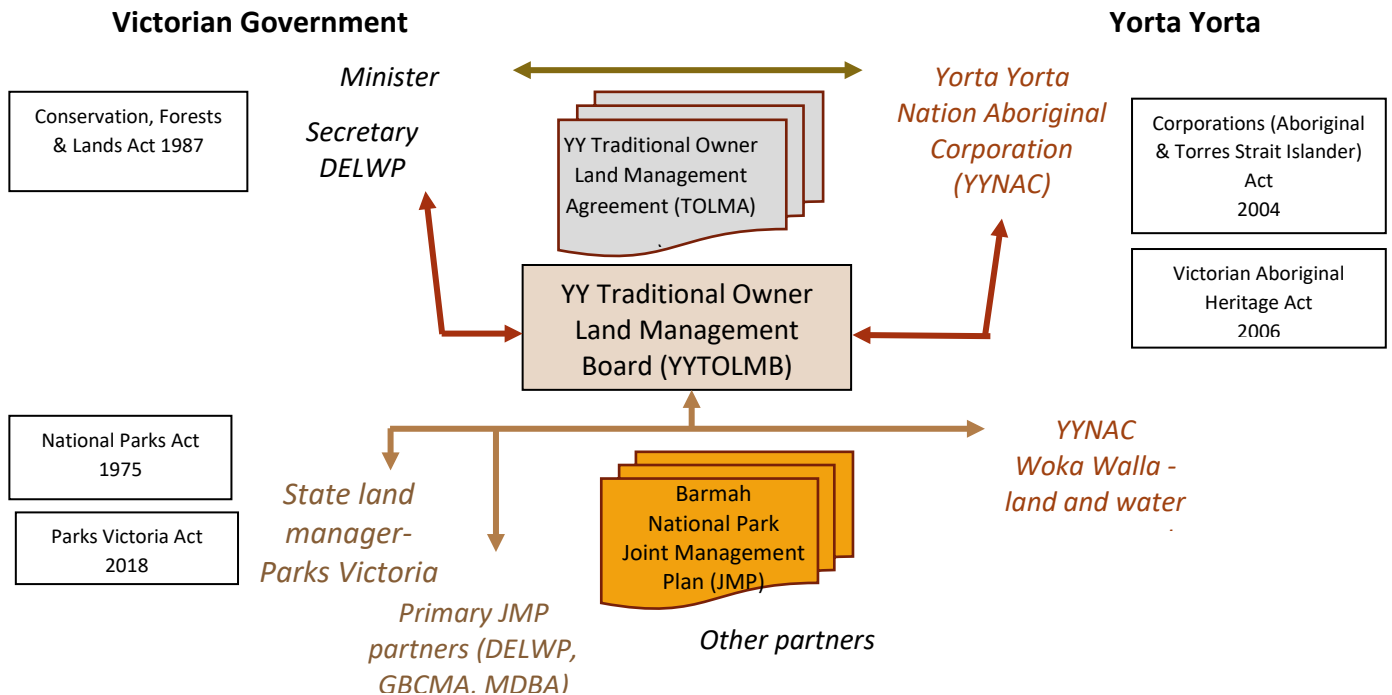 Victorian Government
Yorta Yorta
Minister
Secretary
DELWP
Conservation, Forests
& Lands Act 1987
YY Traditional Owner
Land Management
Agreement (TOLMA)
Yorta Yorta
Nation Aboriginal
Corporation
(YYNAC)
Corporations (Aboriginal
& Torres Strait Islander)
Act
2004
Victorian Aboriginal
Heritage Act
2006
YY Traditional Owner
Land Management
Board (YYTOLMB)
National Parks Act
1975
Parks Victoria Act
2018
State land
manager-
Parks Victoria
Primary JMP
partners (DELWP,
GBCMA, MDBA)
Barmah
National Park
Joint Management
Plan (JMP)
Other partners
YYNAC
Woka Walla -
land and water